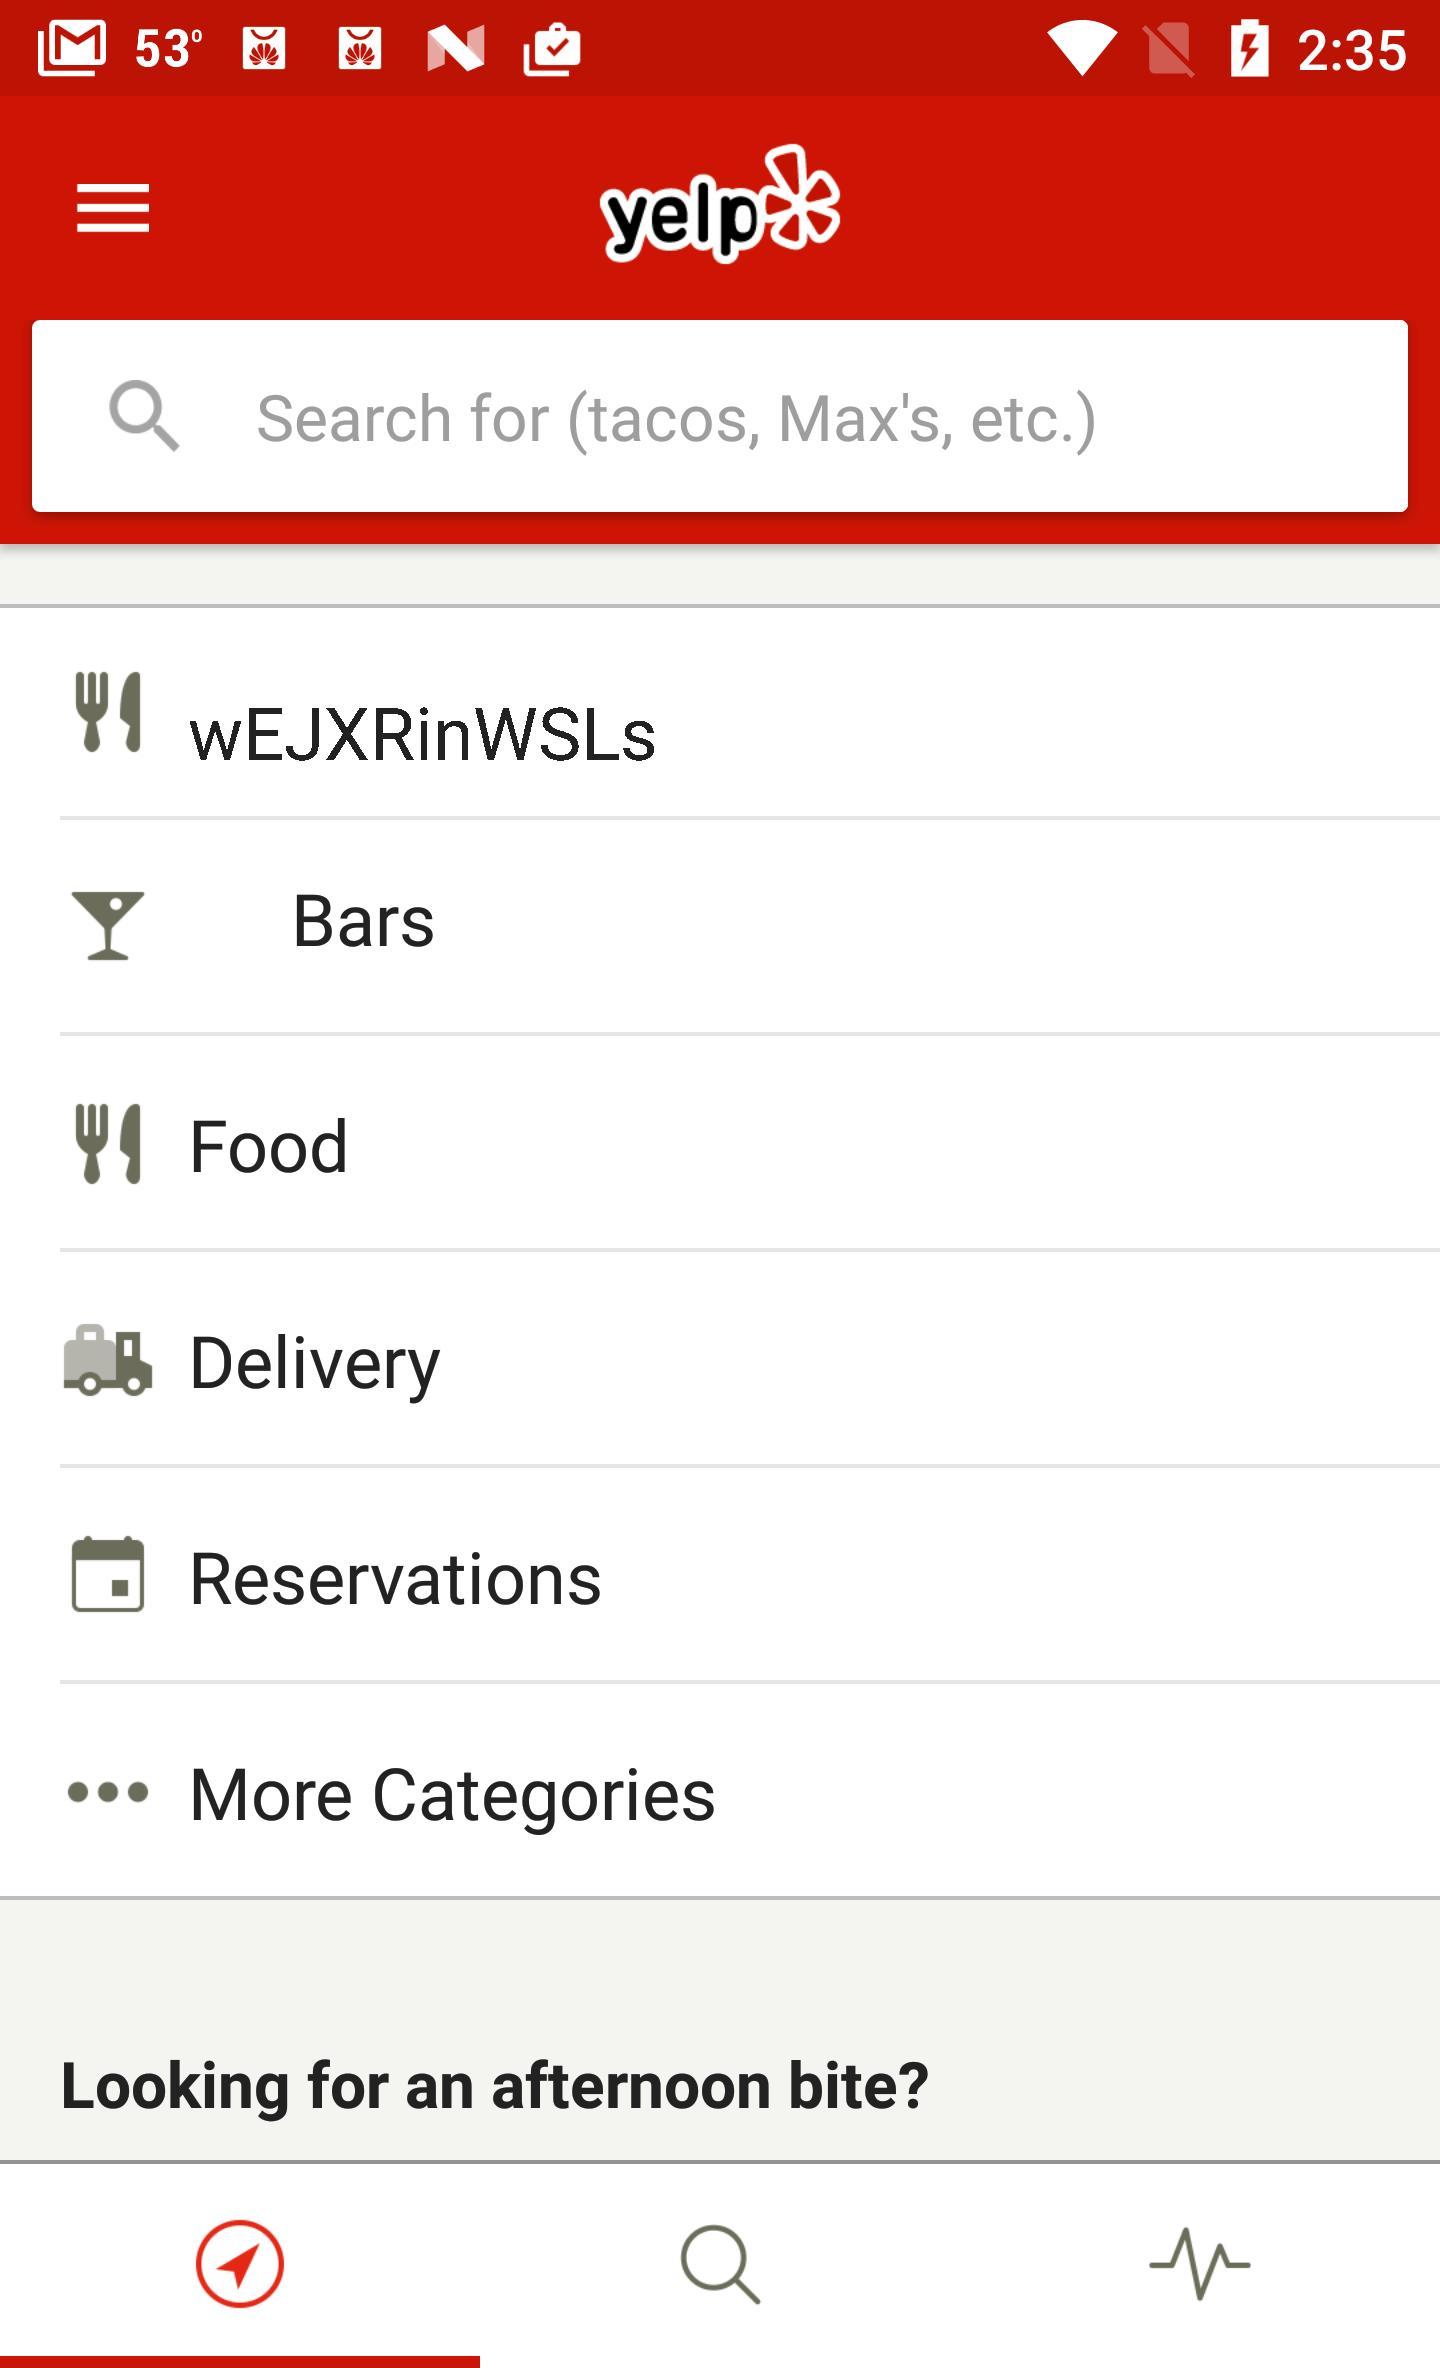 53° 2:35
yelp
Search for (tacos, Max's, etc.)
wEJXRinWSLs
Bars
Food
Delivery
Reservations
More Categories
Looking for an afternoon bite?